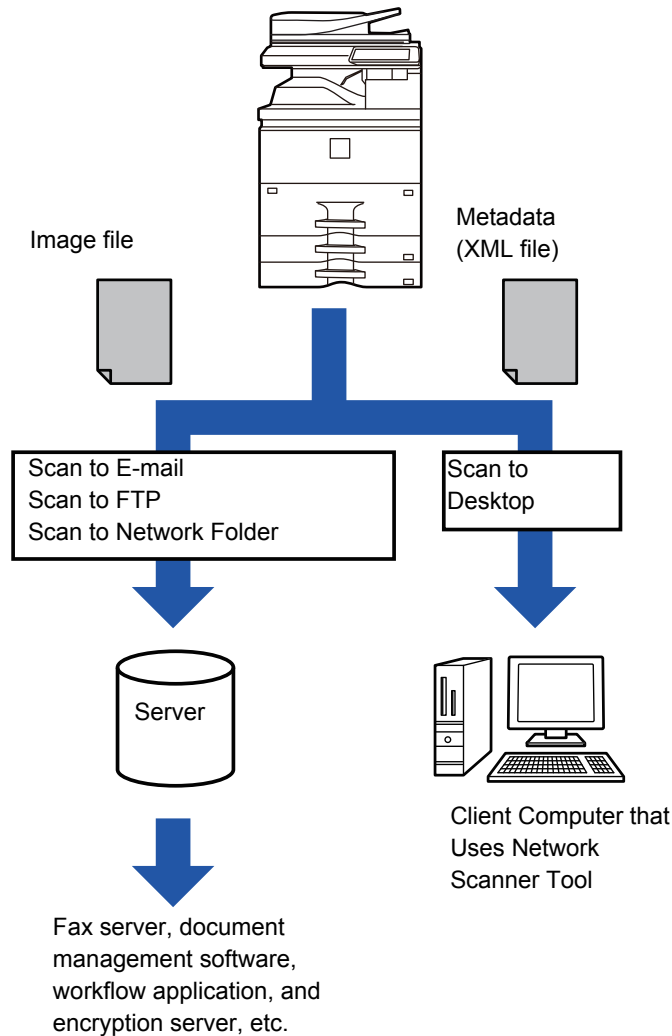 Image file
Metadata
(XML file)
Scan to E-mail
Scan to FTP
Scan to Network Folder
Scan to
Desktop
Server
Client Computer that
Uses Network
Scanner Tool
Fax server, document
management software,
workflow application, and
encryption server, etc.